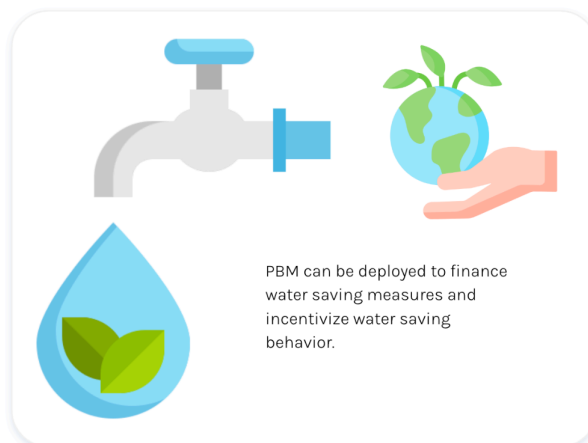 PBM can be deployed to finance
water saving measures and
incentivize water saving
behavior.